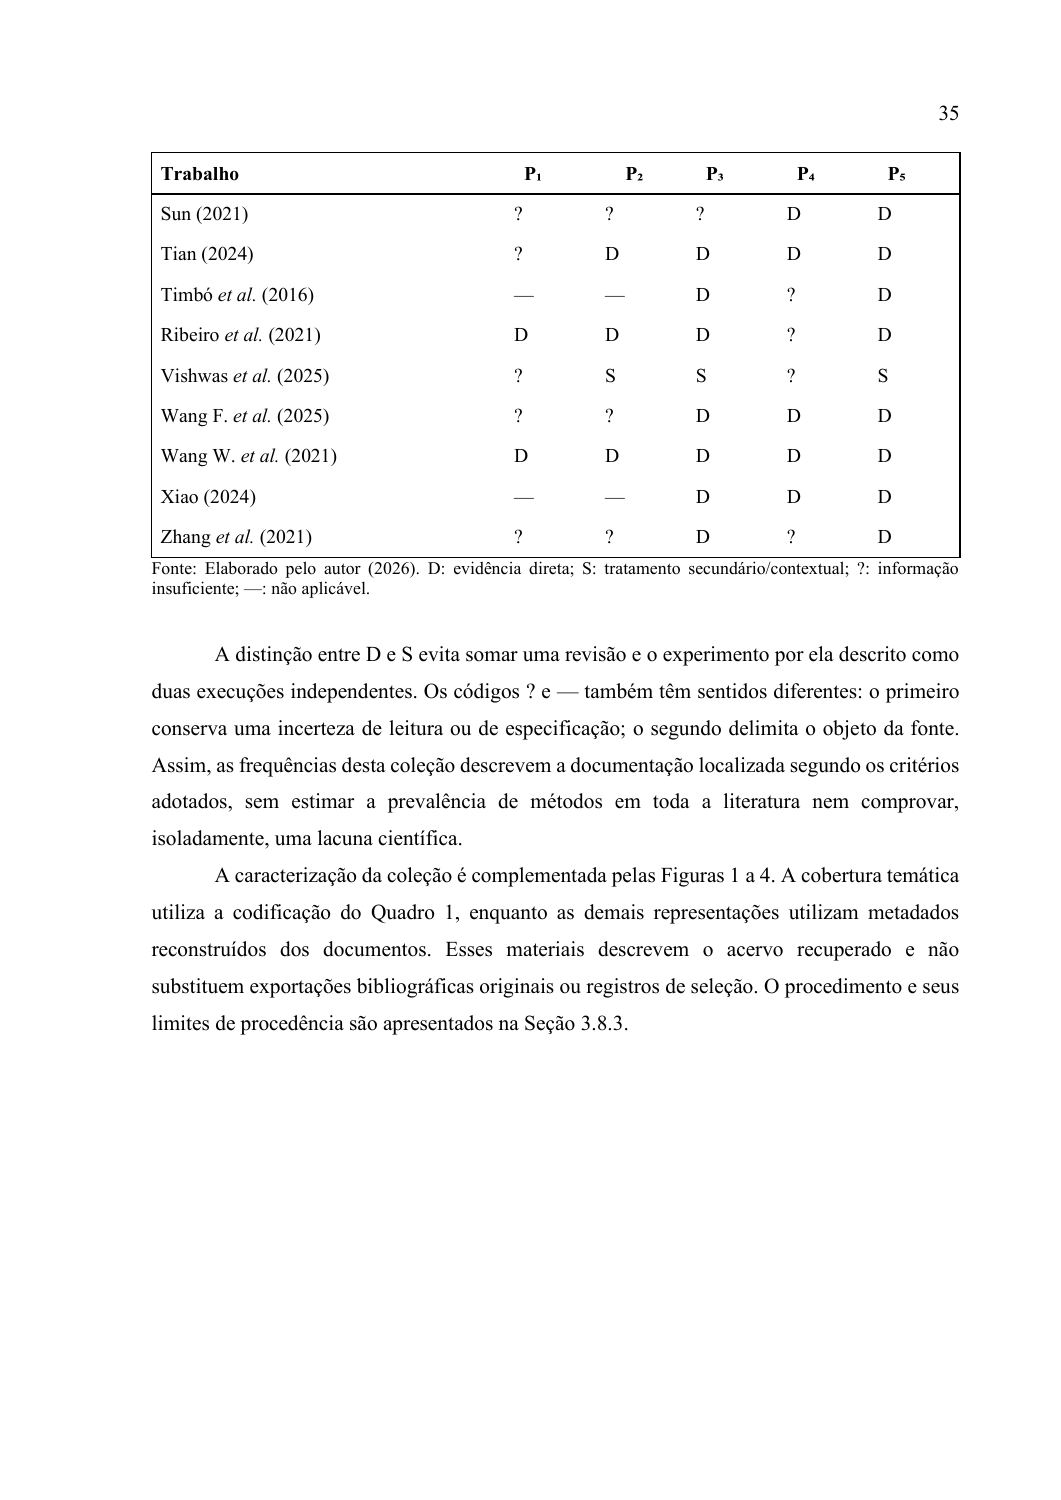 35
Trabalho P₁ P₂ P₃ P₄ P₅
Sun (2021) ? ? ? D D
Tian (2024) ? D D D D
Timbó et al. (2016) — — D ? D
Ribeiro et al. (2021) D D D ? D
Vishwas et al. (2025) ? S S ? S
Wang F. et al. (2025) ? ? D D D
Wang W. et al. (2021) D D D D D
Xiao (2024) — — D D D
Zhang et al. (2021) ? ? D ? D
Fonte: Elaborado pelo autor (2026). D: evidência direta; S: tratamento secundário/contextual; ?: informação
insuficiente; —: não aplicável.
A distinção entre D e S evita somar uma revisão e o experimento por ela descrito como
duas execuções independentes. Os códigos ? e — também têm sentidos diferentes: o primeiro
conserva uma incerteza de leitura ou de especificação; o segundo delimita o objeto da fonte.
Assim, as frequências desta coleção descrevem a documentação localizada segundo os critérios
adotados, sem estimar a prevalência de métodos em toda a literatura nem comprovar,
isoladamente, uma lacuna científica.
A caracterização da coleção é complementada pelas Figuras 1 a 4. A cobertura temática
utiliza a codificação do Quadro 1, enquanto as demais representações utilizam metadados
reconstruídos dos documentos. Esses materiais descrevem o acervo recuperado e não
substituem exportações bibliográficas originais ou registros de seleção. O procedimento e seus
limites de procedência são apresentados na Seção 3.8.3.